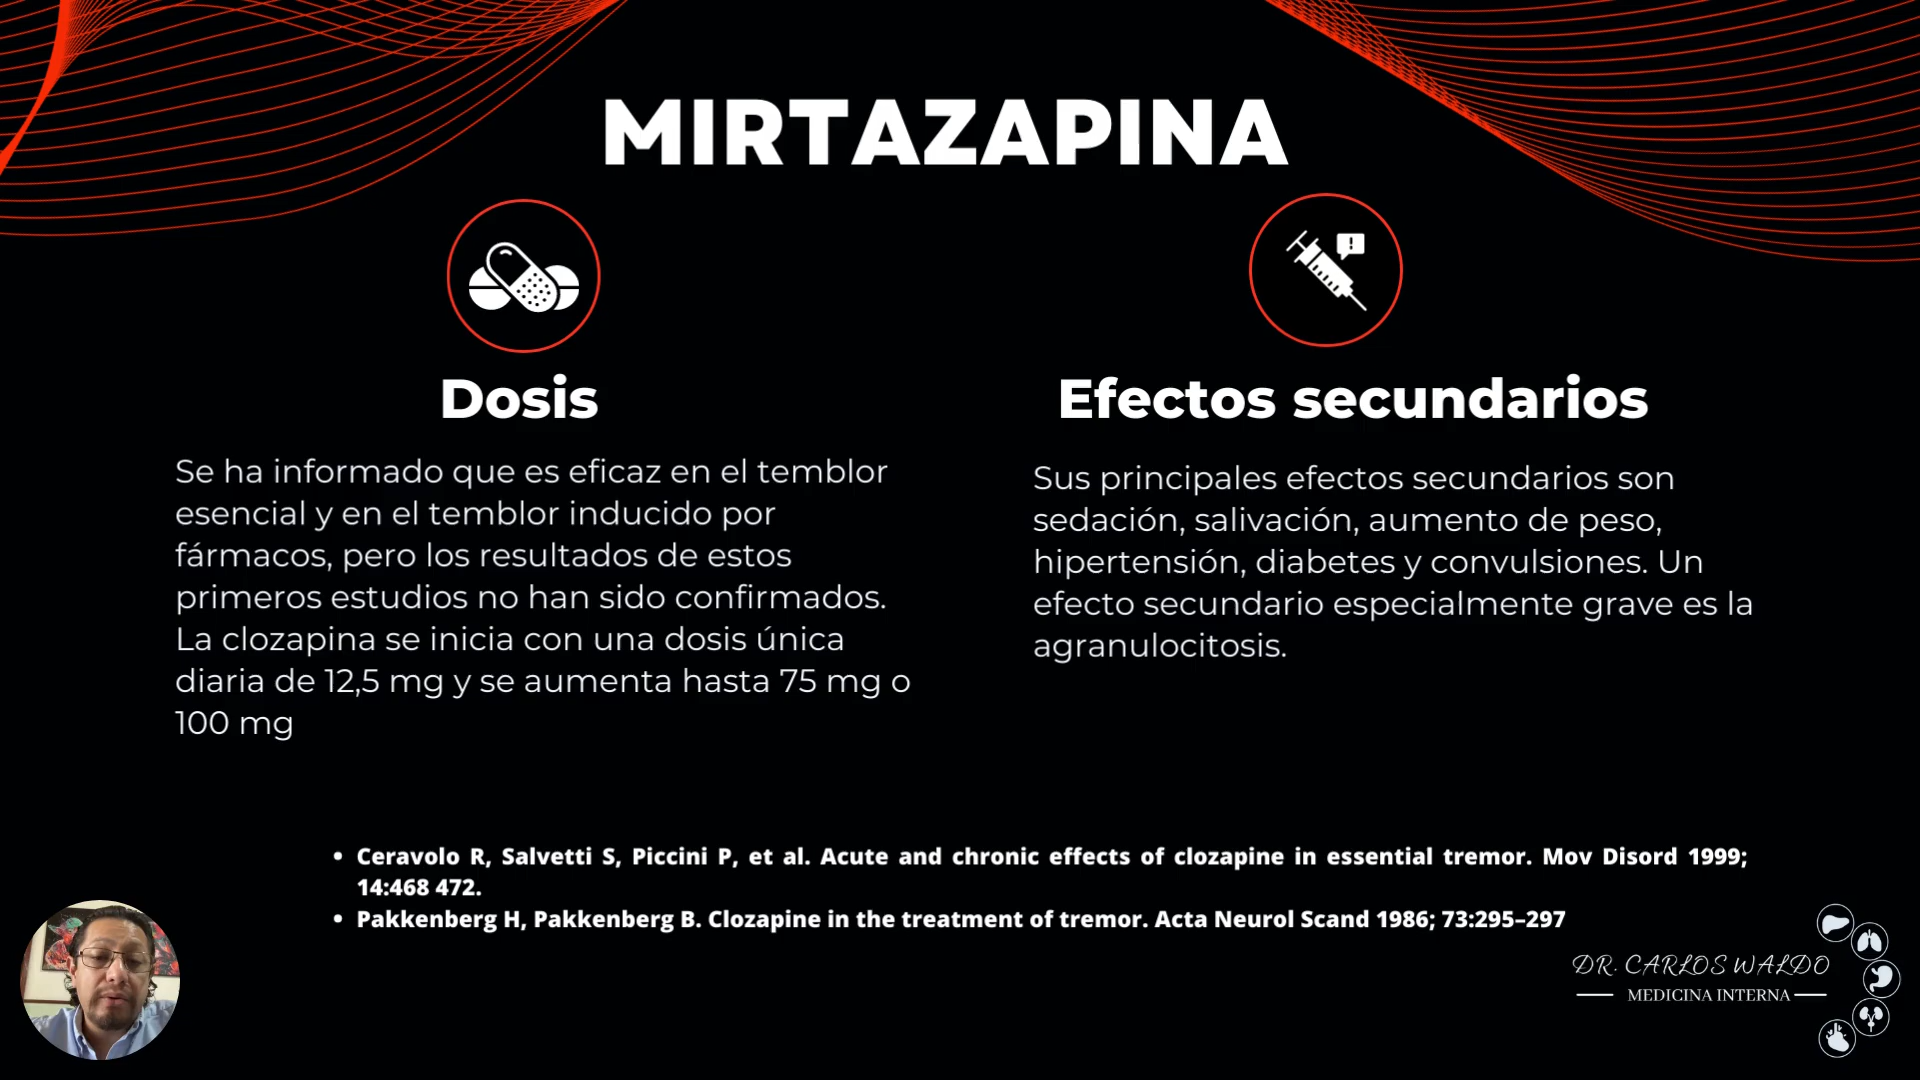 MIRTAZAPINA
Dosis
Se ha informado que es eficaz en el temblor
esencial y en el temblor inducido por
fármacos, pero los resultados de estos
primeros estudios no han sido confirmados.
La clozapina se inicia con una dosis única
diaria de 12,5 mg y se aumenta hasta 75 mg o
100 mg
Efectos secundarios
Sus principales efectos secundarios son
sedación, salivación, aumento de peso,
hipertensión, diabetes y convulsiones. Un
efecto secundario especialmente grave es la
agranulocitosis.
• Ceravolo R, Salvetti S, Piccini P, et al. Acute and chronic effects of clozapine in essential tremor. Mov Disord 1999;
14:468 472.
• Pakkenberg H, Pakkenberg B. Clozapine in the treatment of tremor. Acta Neurol Scand 1986; 73:295–297
DR. CARLOS WALDO
MEDICINA INTERNA